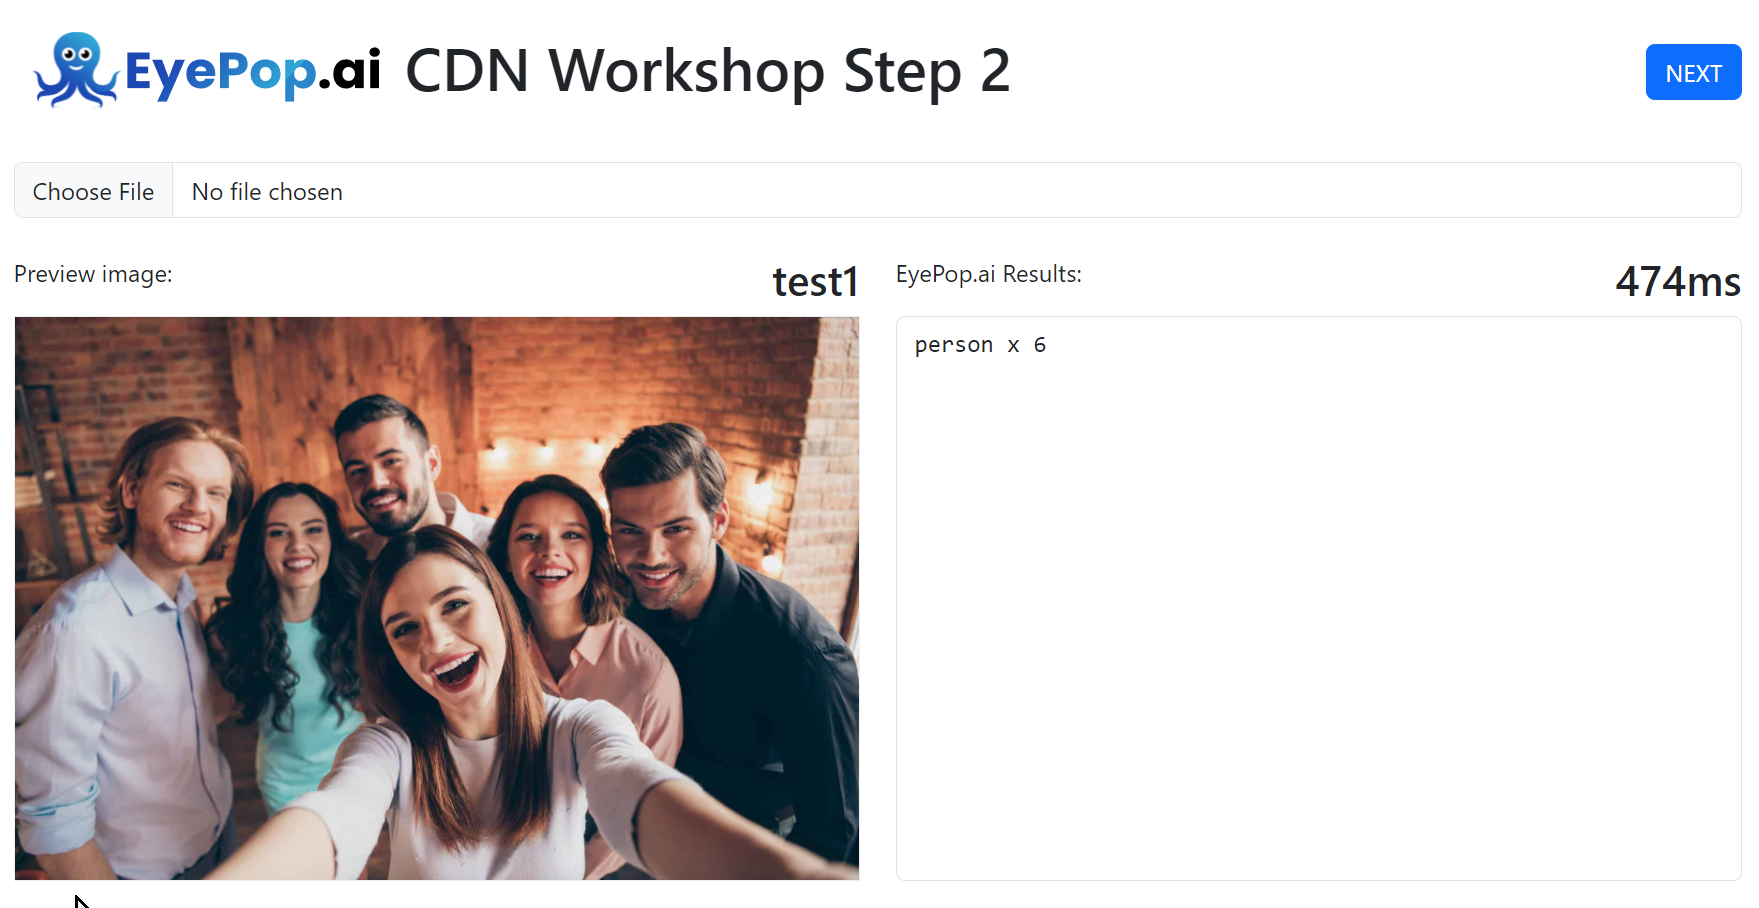 EyePop.ai CDN Workshop Step 2
NEXT
Choose File No file chosen
Preview image: test1
EyePop.ai Results: 474ms
person x 6